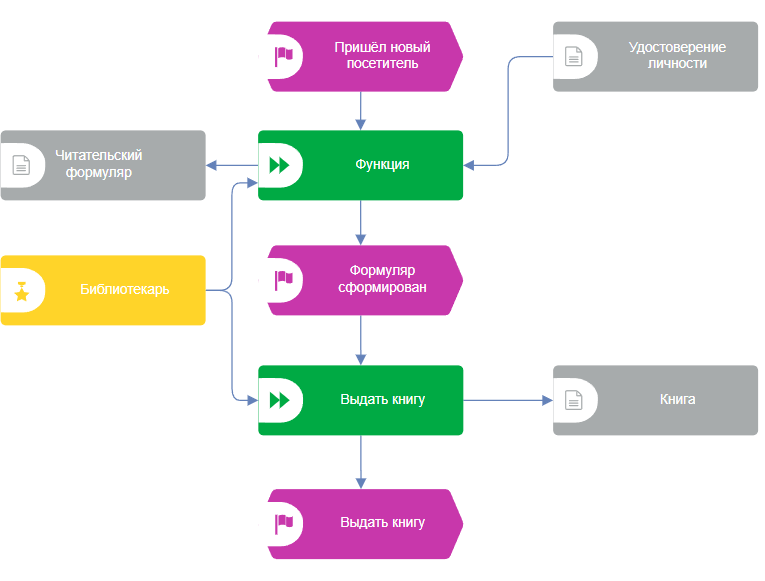 Пришёл новый
посетитель
Удостоверение
личности
Читательский
формуляр
Функция
Библиотекарь
Формуляр
сформирован
Выдать книгу
Книга
Выдать книгу